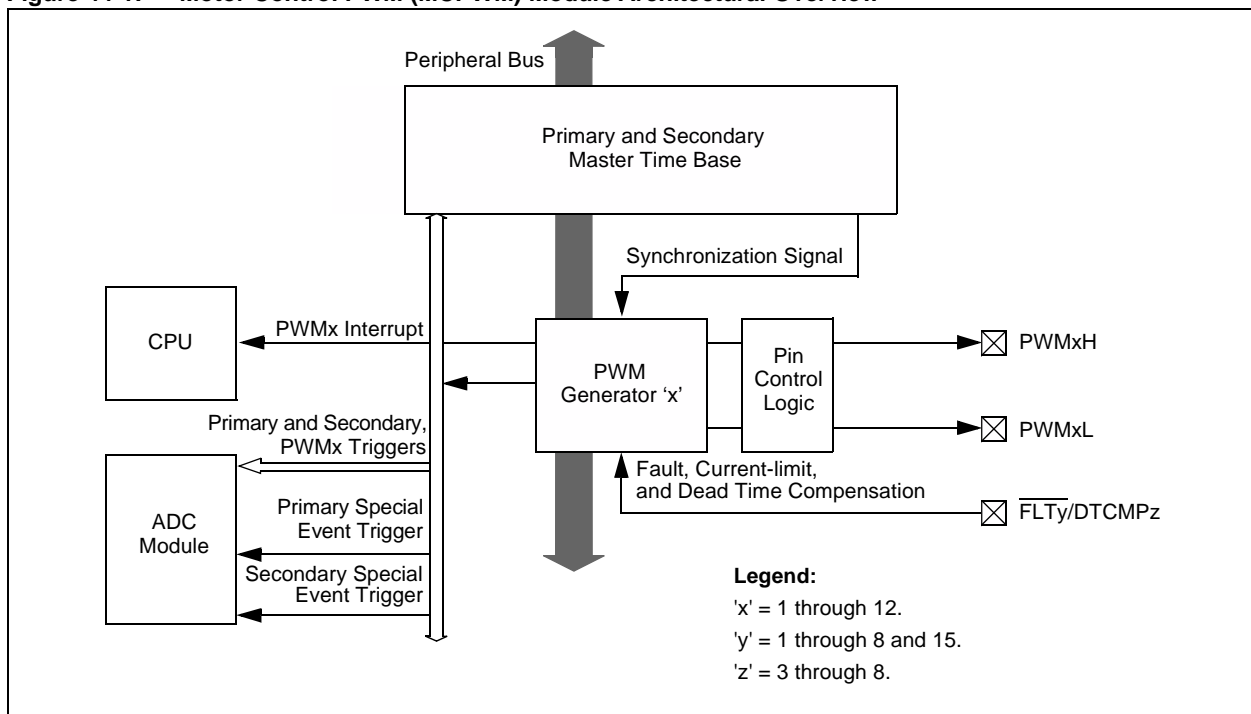 Peripheral Bus
Primary and Secondary
Master Time Base
Synchronization Signal
CPU
PWMx Interrupt
PWM
Generator ‘x’
Pin
Control
Logic
PWMxH
PWMxL
Primary and Secondary,
PWMx Triggers
Fault, Current-limit,
and Dead Time Compensation
FLTy/DTCMPz
ADC
Module
Primary Special
Event Trigger
Secondary Special
Event Trigger
Legend:
'x' = 1 through 12.
'y' = 1 through 8 and 15.
'z' = 3 through 8.